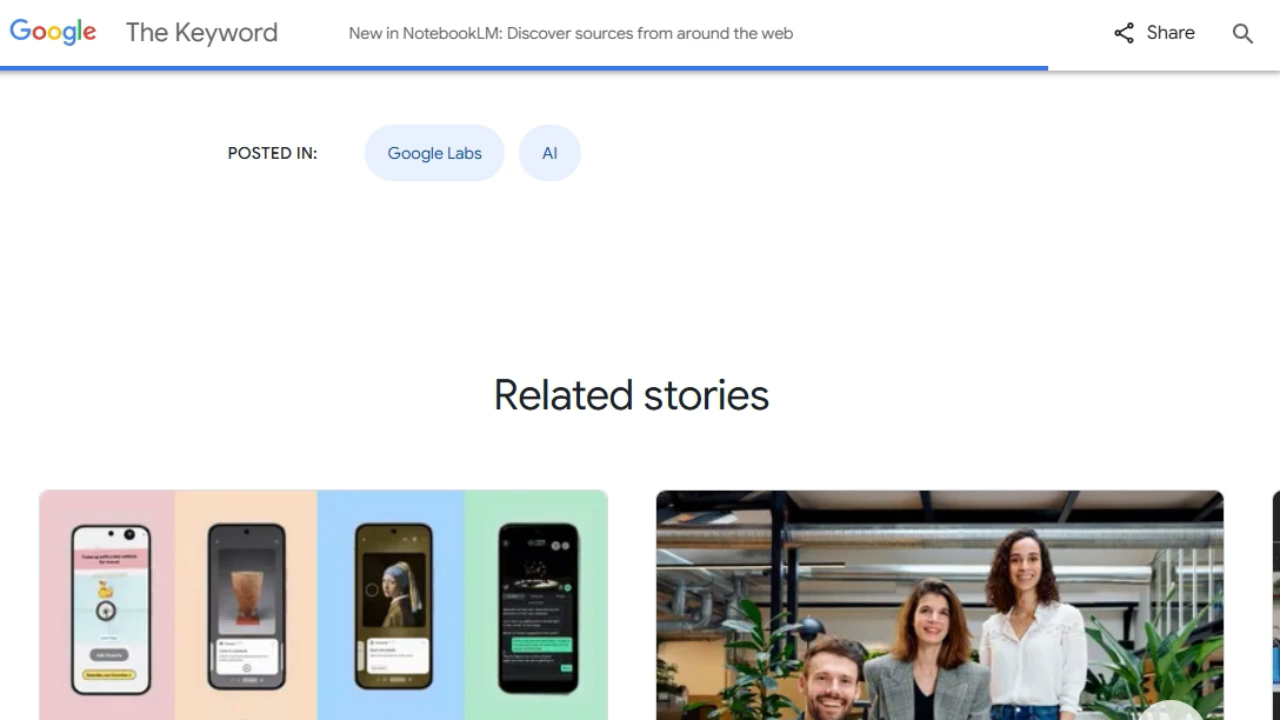 Google The Keyword New in NotebookLM: Discover sources from around the web Share
POSTED IN: Google Labs AI
Related stories